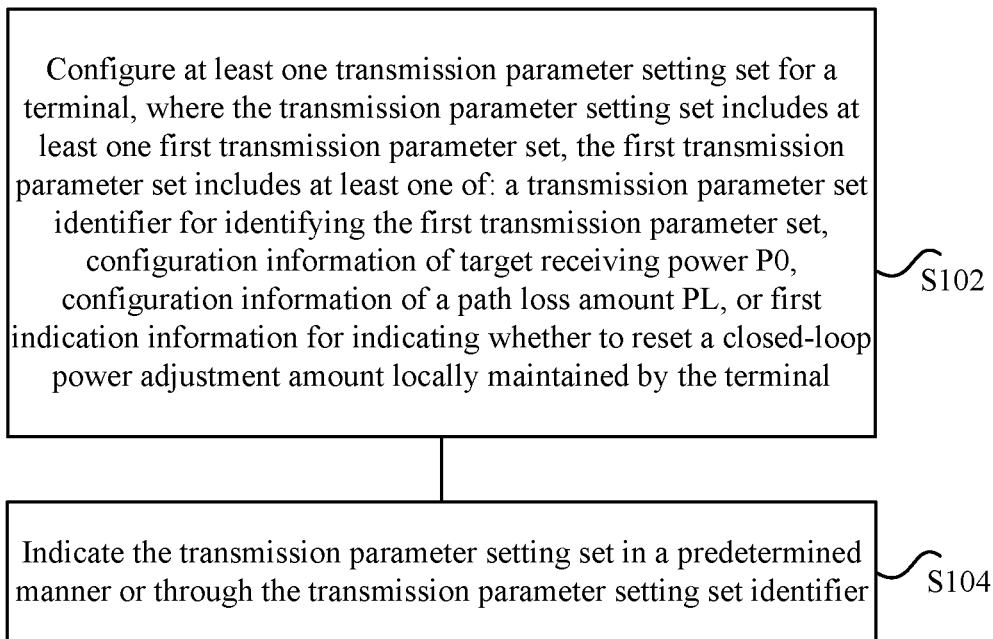 Configure at least one transmission parameter setting set for a
terminal, where the transmission parameter setting set includes at
least one first transmission parameter set, the first transmission
parameter set includes at least one of: a transmission parameter set
identifier for identifying the first transmission parameter set,
configuration information of target receiving power P0,
configuration information of a path loss amount PL, or first
indication information for indicating whether to reset a closed-loop
power adjustment amount locally maintained by the terminal
S102
Indicate the transmission parameter setting set in a predetermined
manner or through the transmission parameter setting set identifier
S104